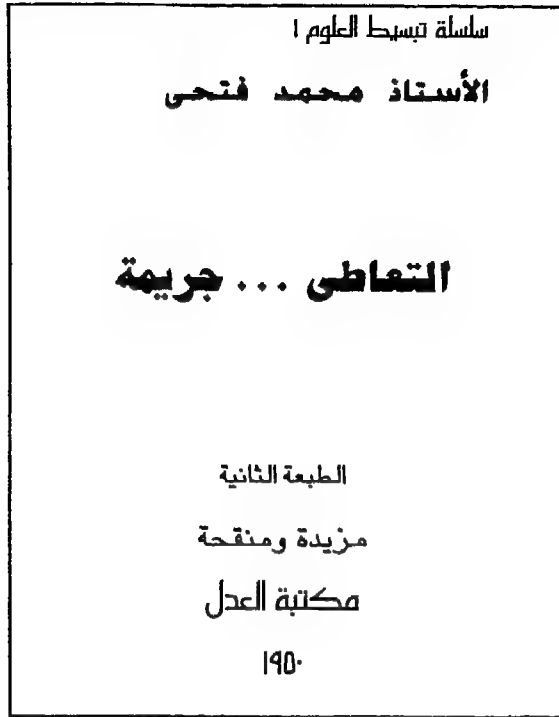 سلسلة تبسيط العلوم ١
الأستاذ محمد فتحى
التعاطى ... جريمة
الطبعة الثانية
مزيدة ومنقحة
مكتبة العدل
١٩٥٠